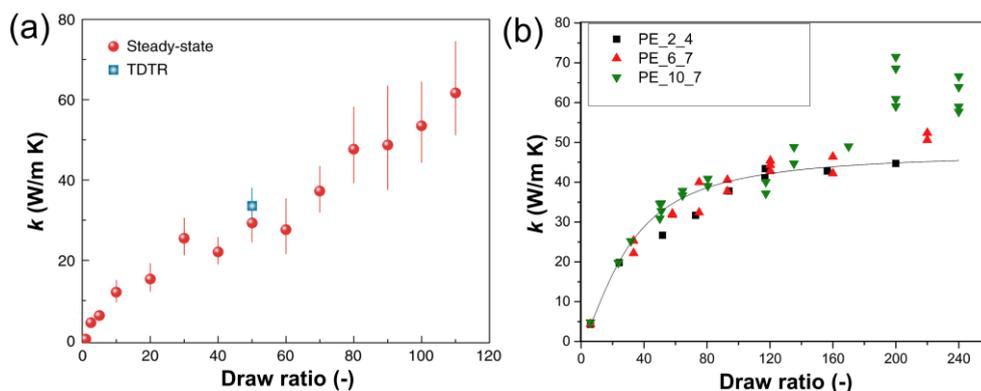 (a)
80
60
40
20
0
k (W/m K)
Steady-state
TDTR
0 20 40 60 80 100 120
Draw ratio (-)
(b)
80
70
60
50
40
30
20
10
0
k (W/m K)
PE_2_4
PE_6_7
PE_10_7
0 40 80 120 160 200 240
Draw ratio (-)